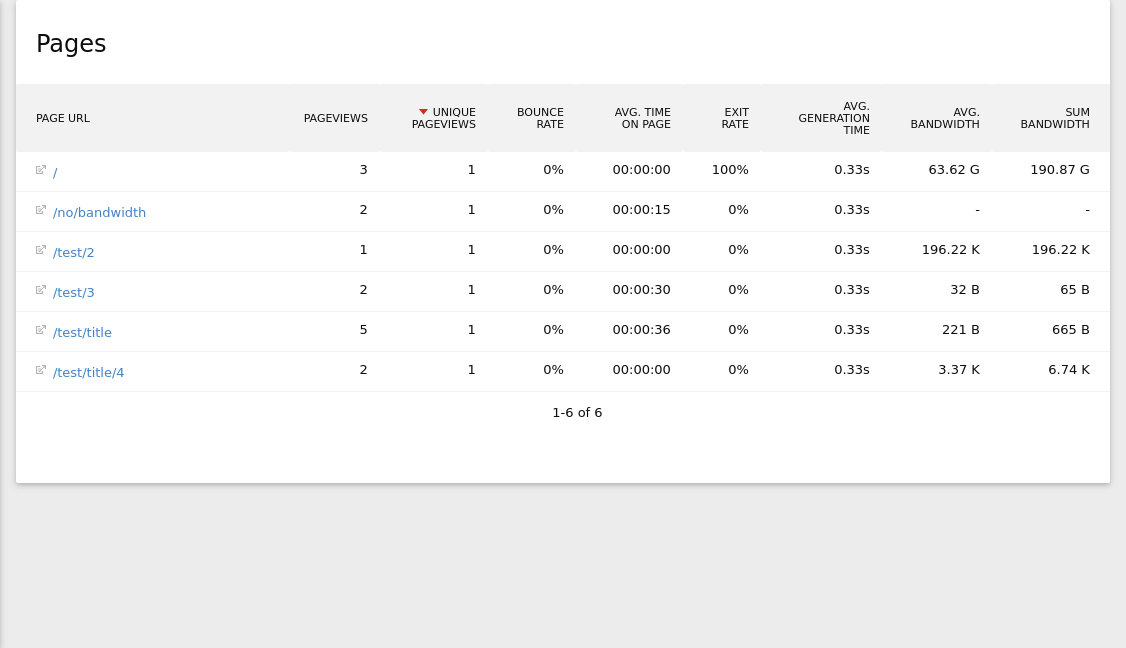 Pages
PAGE URL PAGEVIEWS UNIQUE PAGEVIEWS BOUNCE RATE AVG. TIME ON PAGE EXIT RATE AVG. GENERATION TIME AVG. BANDWIDTH SUM BANDWIDTH
/ 3 1 0% 00:00:00 100% 0.33s 63.62 G 190.87 G
/no/bandwidth 2 1 0% 00:00:15 0% 0.33s - -
/test/2 1 1 0% 00:00:00 0% 0.33s 196.22 K 196.22 K
/test/3 2 1 0% 00:00:30 0% 0.33s 32 B 65 B
/test/title 5 1 0% 00:00:36 0% 0.33s 221 B 665 B
/test/title/4 2 1 0% 00:00:00 0% 0.33s 3.37 K 6.74 K
1-6 of 6